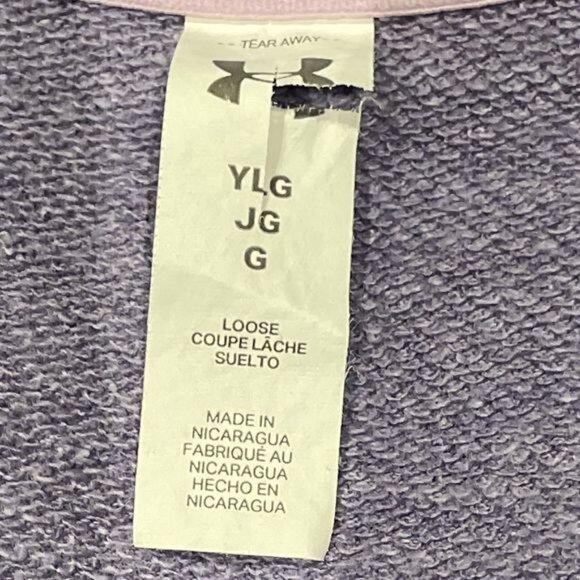 -- TEAR AWAY --
YLG
JG
G
LOOSE
COUPE LÂCHE
SUELTO
MADE IN
NICARAGUA
FABRIQUÉ AU
NICARAGUA
HECHO EN
NICARAGUA